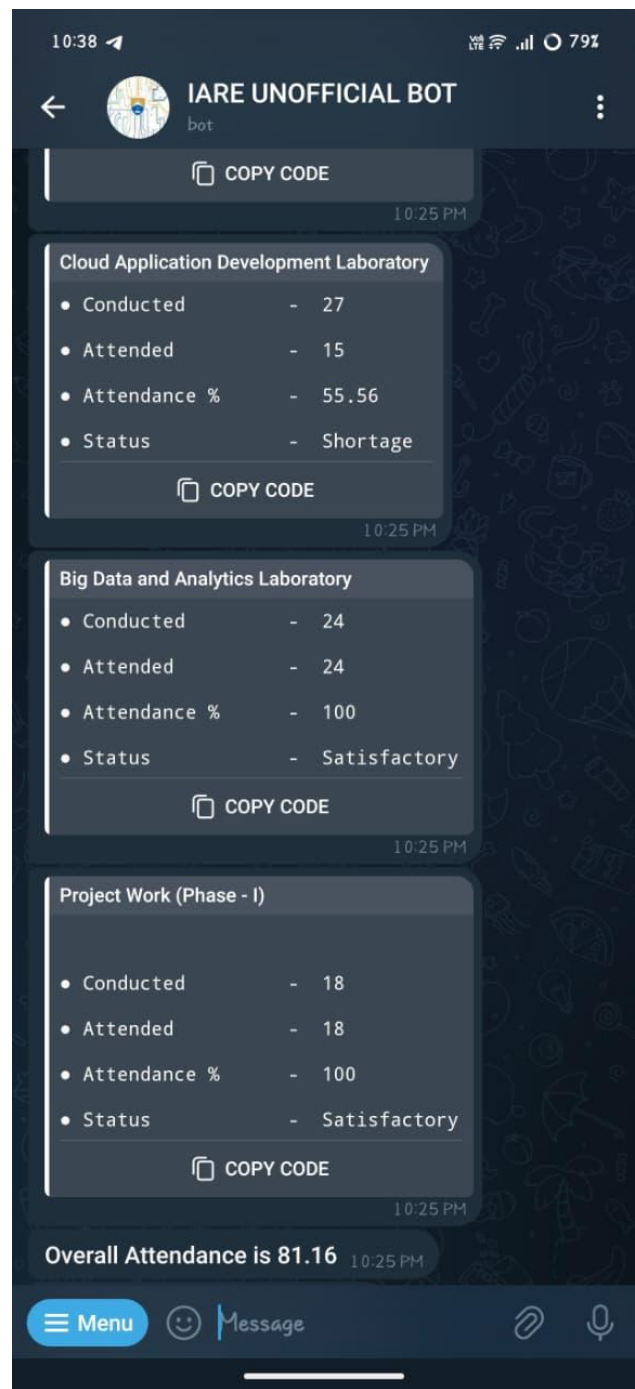 10:38
Vo) LTE 79%
IARE UNOFFICIAL BOT
bot
COPY CODE
10:25 PM
Cloud Application Development Laboratory
• Conducted - 27
• Attended - 15
• Attendance % - 55.56
• Status - Shortage
COPY CODE
10:25 PM
Big Data and Analytics Laboratory
• Conducted - 24
• Attended - 24
• Attendance % - 100
• Status - Satisfactory
COPY CODE
10:25 PM
Project Work (Phase - I)
• Conducted - 18
• Attended - 18
• Attendance % - 100
• Status - Satisfactory
COPY CODE
10:25 PM
Overall Attendance is 81.16 10:25 PM
Menu Message